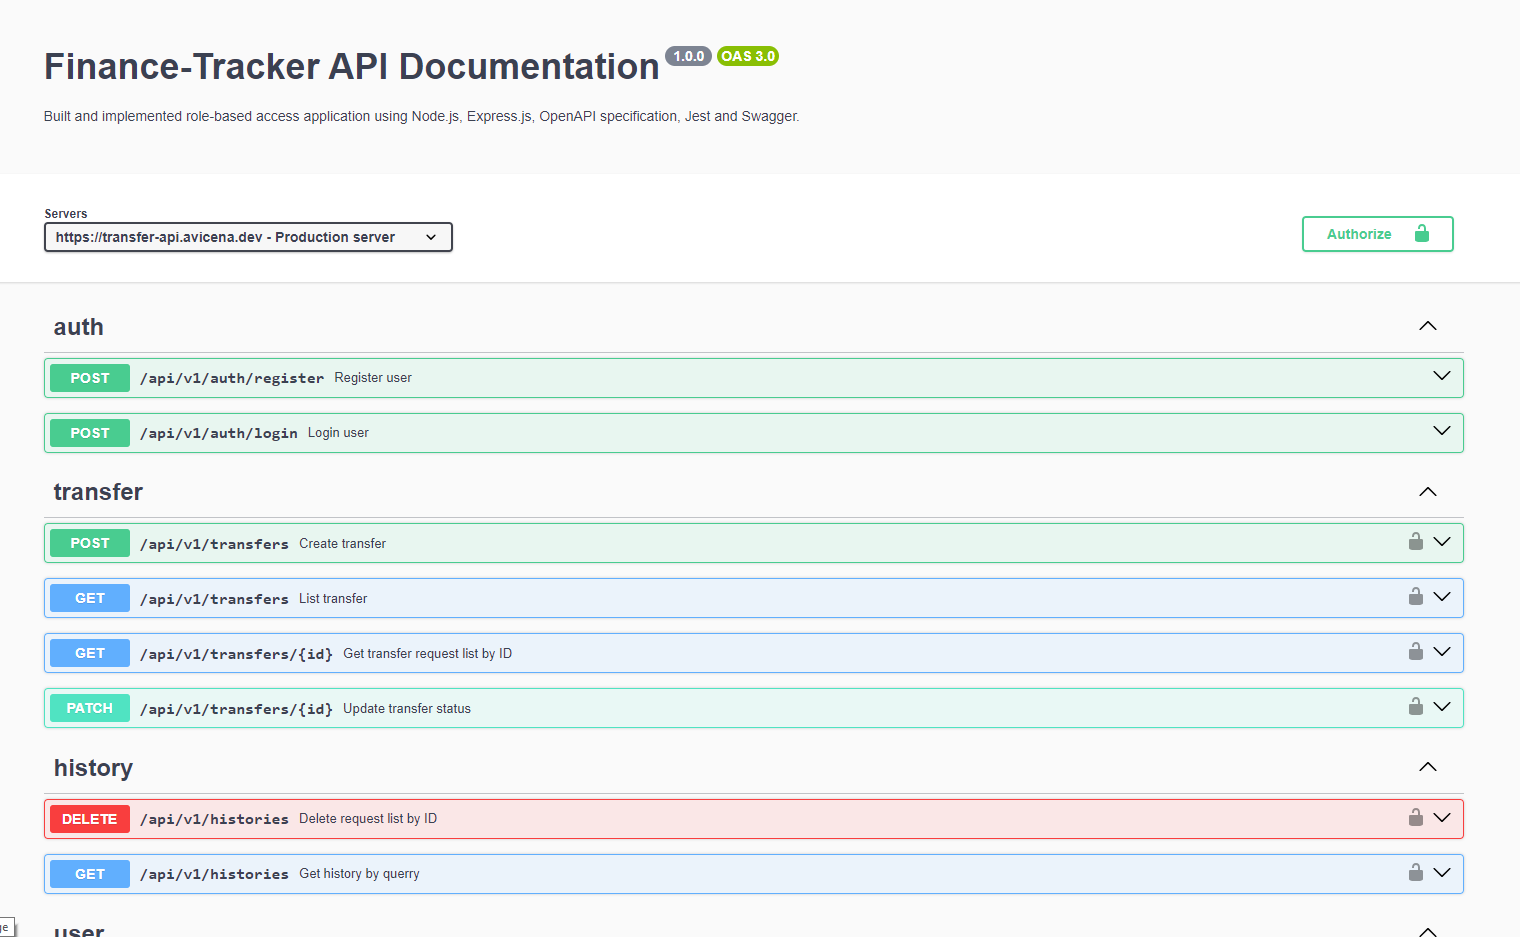 Finance-Tracker API Documentation 1.0.0 OAS 3.0
Built and implemented role-based access application using Node.js, Express.js, OpenAPI specification, Jest and Swagger.
Servers
https://transfer-api.avicena.dev - Production server
Authorize
auth
POST /api/v1/auth/register Register user
POST /api/v1/auth/login Login user
transfer
POST /api/v1/transfers Create transfer
GET /api/v1/transfers List transfer
GET /api/v1/transfers/{id} Get transfer request list by ID
PATCH /api/v1/transfers/{id} Update transfer status
history
DELETE /api/v1/histories Delete request list by ID
GET /api/v1/histories Get history by querry
user
ge